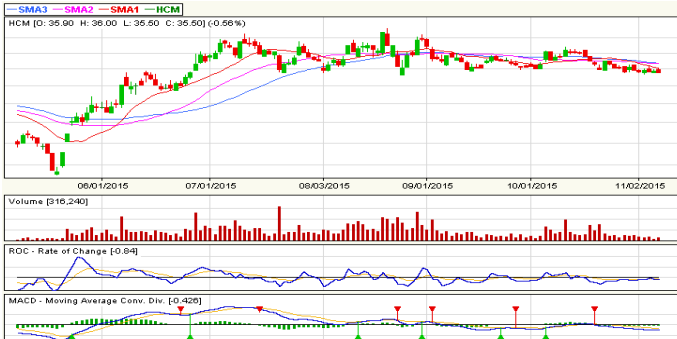 SMA3 SMA2 SMA1 HCM
HCM [O: 35.90 H: 36.00 L: 35.50 C: 35.50] (-0.56%)
06/01/2015 07/01/2015 08/03/2015 09/01/2015 10/01/2015 11/02/2015
Volume [316,240]
ROC - Rate of Change [-0.84]
MACD - Moving Average Conv. Div. [-0.426]